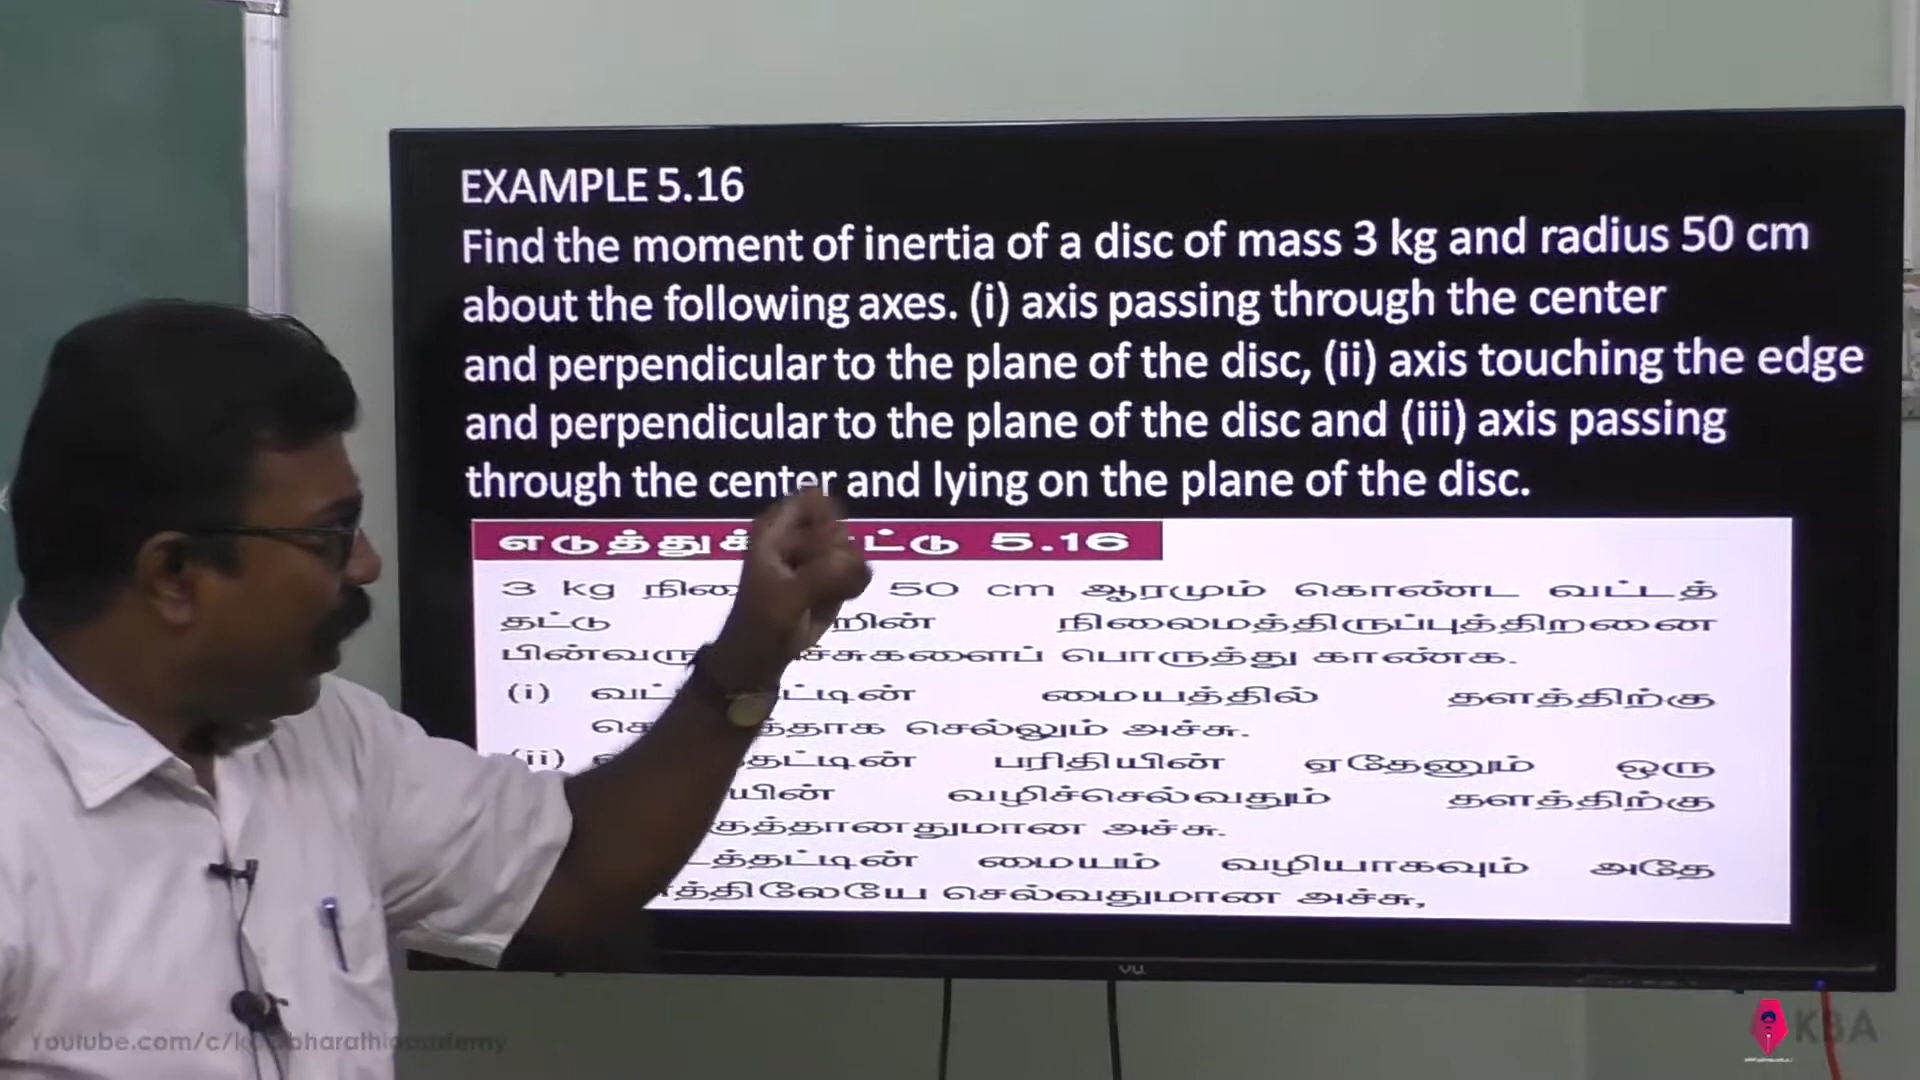 EXAMPLE 5.16
Find the moment of inertia of a disc of mass 3 kg and radius 50 cm
about the following axes. (i) axis passing through the center
and perpendicular to the plane of the disc, (ii) axis touching the edge
and perpendicular to the plane of the disc and (iii) axis passing
through the center and lying on the plane of the disc.
5.16
3 kg 50 cm ஆரமும் கொண்ட வட்டத்
தட்டு நிலைமத்திருப்புத்திறனை
பொருத்து காண்க.
(i) மையத்தில் தளத்திற்கு
செல்லும் அச்சு.
(ii) பரிதியின் ஏதேனும் ஒரு
வழிச்செல்வதும் தளத்திற்கு
அச்சு.
மையம் வழியாகவும் அதே
செல்வதுமான அச்சு,
vu
KBA